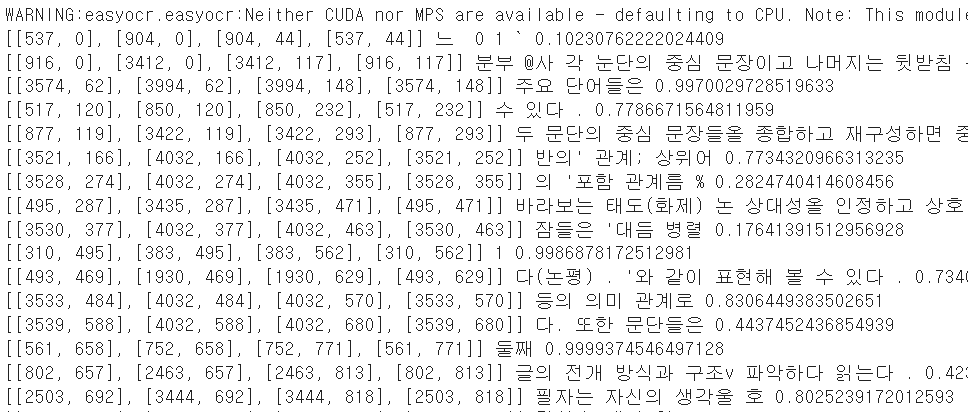 WARNING:easyocr.easyocr:Neither CUDA nor MPS are available - defaulting to CPU. Note: This module
[[537, 0], [904, 0], [904, 44], [537, 44]] 느  0 1 ` 0.10230762222024409
[[916, 0], [3412, 0], [3412, 117], [916, 117]] 분부 @사 각 눈단의 중심 문장이고 나머지는 뒷받침
[[3574, 62], [3994, 62], [3994, 148], [3574, 148]] 주요 단어들은 0.9970029728519633
[[517, 120], [850, 120], [850, 232], [517, 232]] 수 있다 . 0.7786671564811959
[[877, 119], [3422, 119], [3422, 293], [877, 293]] 두 문단의 중심 문장들올 종합하고 재구성하면 중
[[3521, 166], [4032, 166], [4032, 252], [3521, 252]] 반의' 관계; 상위어 0.7734320966313235
[[3528, 274], [4032, 274], [4032, 355], [3528, 355]] 의 '포함 관계틈 % 0.2824740414608456
[[495, 287], [3435, 287], [3435, 471], [495, 471]] 바라보는 태도(화제) 논 상대성올 인정하고 상호
[[3530, 377], [4032, 377], [4032, 463], [3530, 463]] 잠들은 '대듬 병렬 0.17641391512956928
[[310, 495], [383, 495], [383, 562], [310, 562]] 1 0.9986878172512981
[[493, 469], [1930, 469], [1930, 629], [493, 629]] 다(논평) . '와 같이 표현해 볼 수 있다 . 0.7340
[[3533, 484], [4032, 484], [4032, 570], [3533, 570]] 등의 의미 관계로 0.8306449383502651
[[3539, 588], [4032, 588], [4032, 680], [3539, 680]] 다. 또한 문단들은 0.4437452436854939
[[561, 658], [752, 658], [752, 771], [561, 771]] 둘째 0.9999374546497128
[[802, 657], [2463, 657], [2463, 813], [802, 813]] 글의 전개 방식과 구조v 파악하다 읽는다 . 0.423
[[2503, 692], [3444, 692], [3444, 818], [2503, 818]] 필자는 자신의 생각울 호 0.8025239172012593